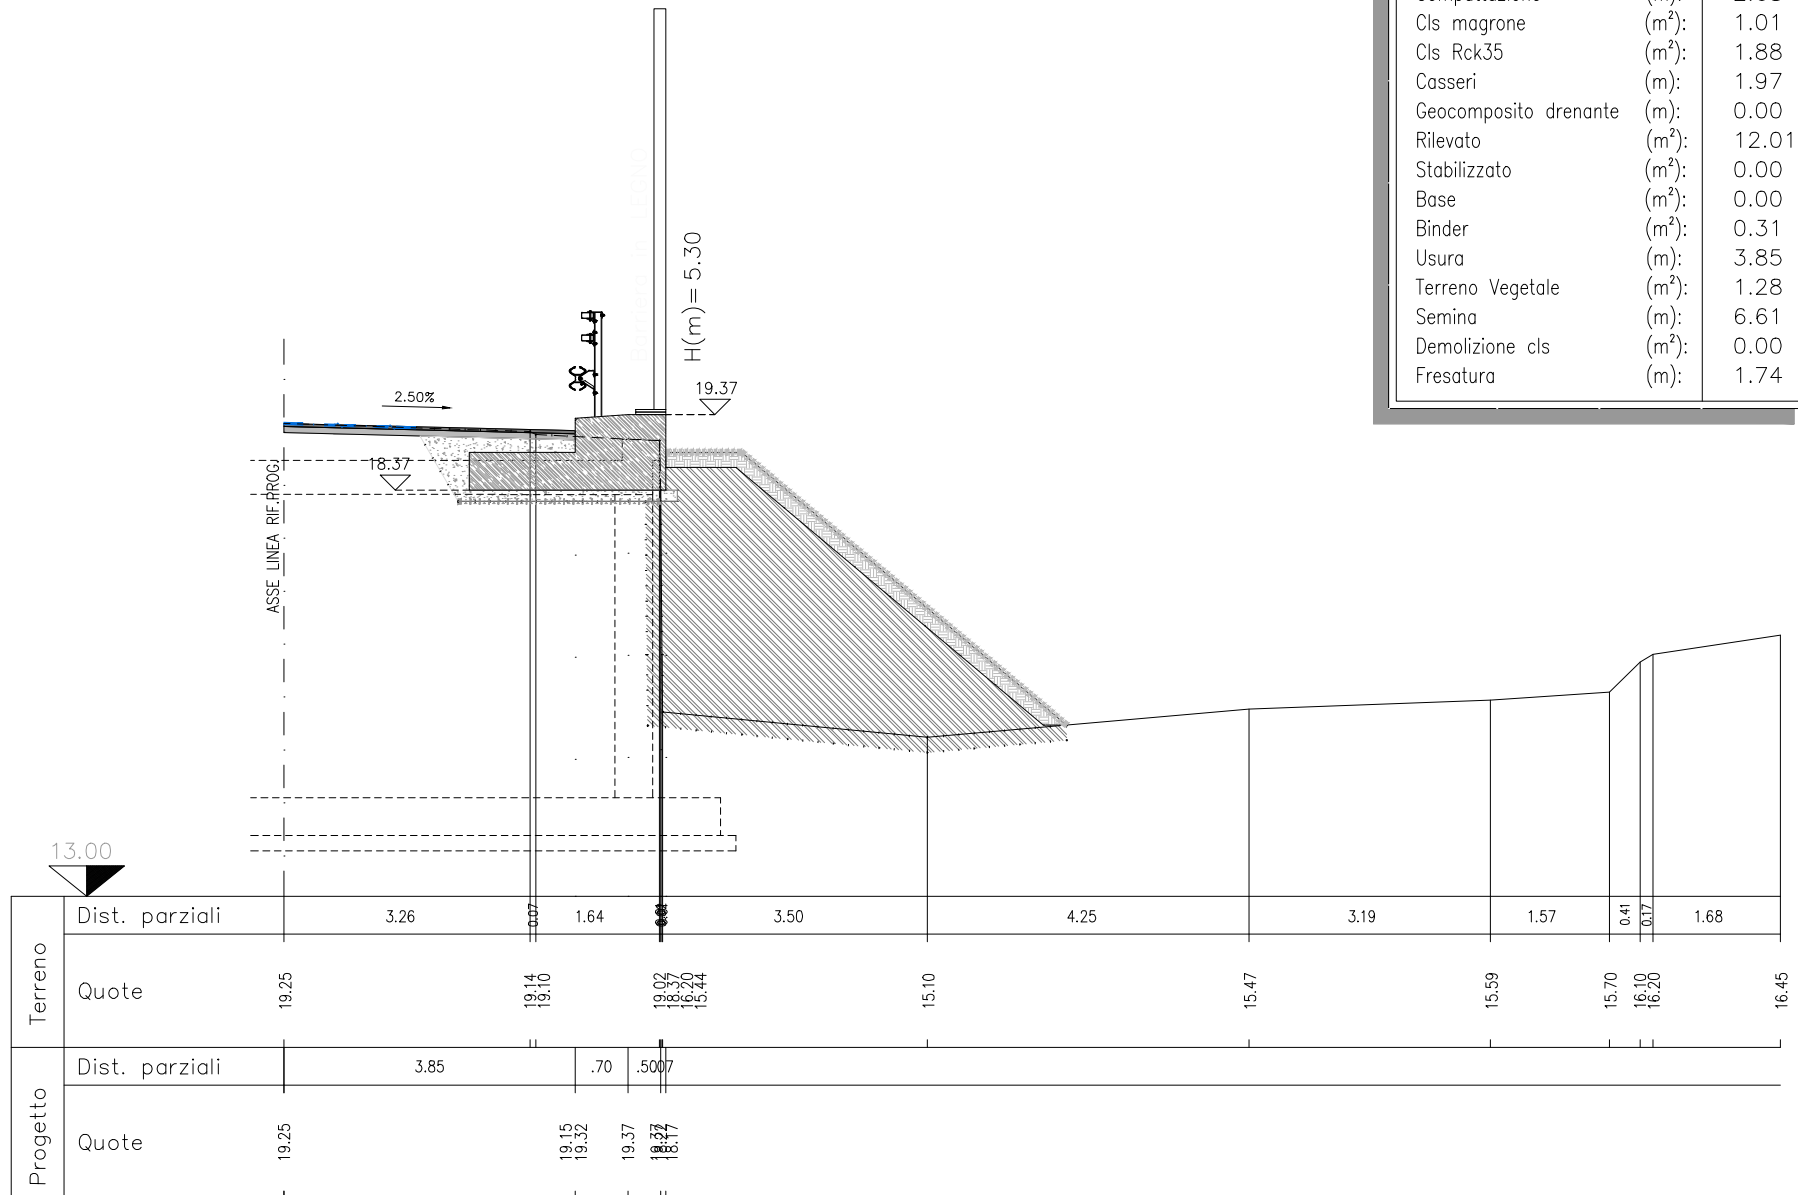 Cls magrone (m²): 1.01
Cls Rck35 (m²): 1.88
Casseri (m): 1.97
Geocomposito drenante (m): 0.00
Rilevato (m²): 12.01
Stabilizzato (m²): 0.00
Base (m²): 0.00
Binder (m²): 0.31
Usura (m): 3.85
Terreno Vegetale (m²): 1.28
Semina (m): 6.61
Demolizione cls (m²): 0.00
Fresatura (m): 1.74
H(m)= 5.30
19.37
2.50%
18.37
ASSE LINEA RIF.PROG.
13.00
Terreno
Dist. parziali 3.26 0.07 1.64 3.50 4.25 3.19 1.57 0.41 0.17 1.68
Quote 19.25 19.14 19.10 19.02 18.37 16.20 15.44 15.10 15.47 15.59 15.70 16.10 16.20 16.45
Progetto
Dist. parziali 3.85 .70 .5007
Quote 19.25 19.15 19.32 19.37 18.17